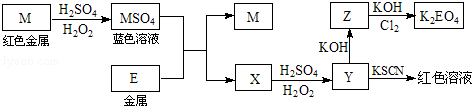 M
H₂SO₄
H₂O₂
MSO₄
M
Z
KOH
Cl₂
K₂EO₄
红色金属
蓝色溶液
KOH
E
X
H₂SO₄
H₂O₂
Y
KSCN
红色溶液
金属